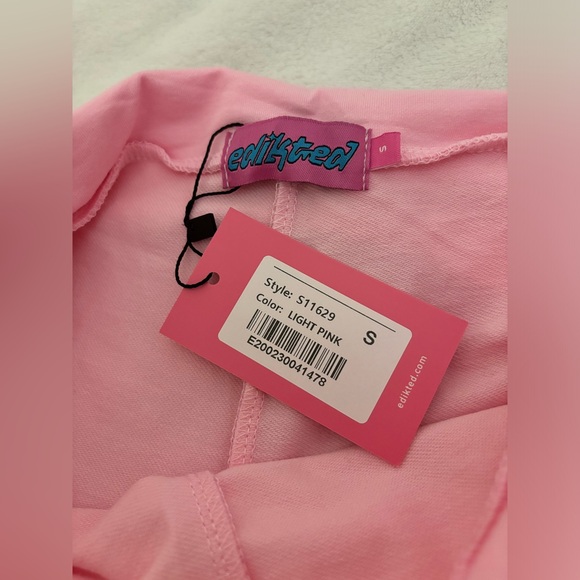 edikted
S
Style: S11629
Color: LIGHT PINK
S
E200230041478
edikted.com